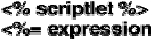 <% scriptlet %>
<%= expression